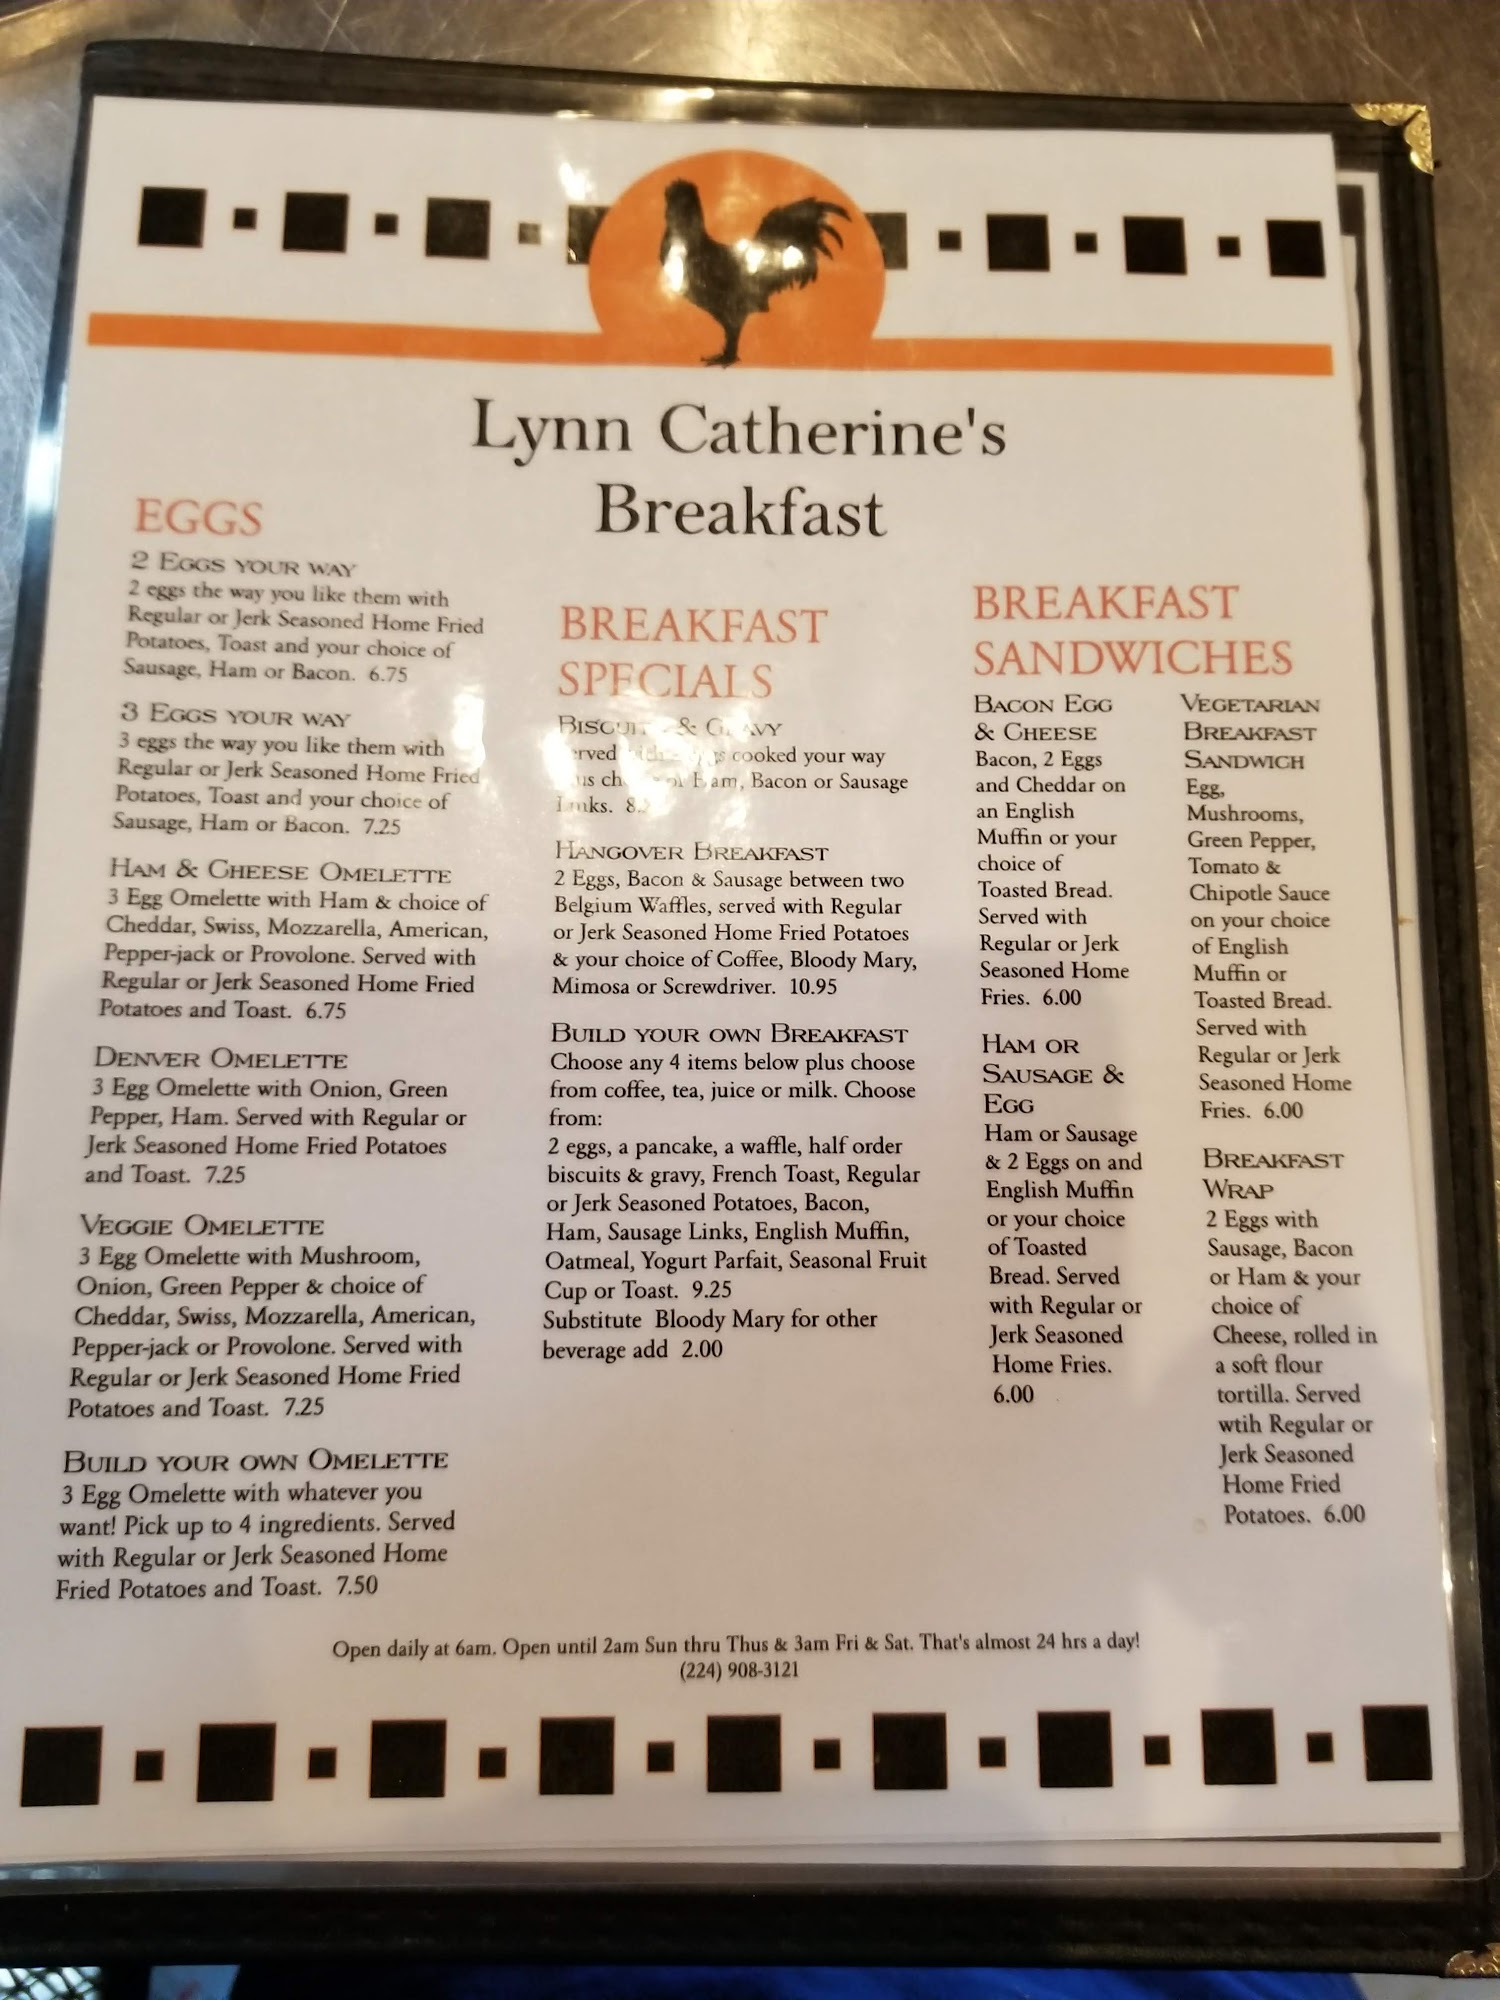 Lynn Catherine's
Breakfast
EGGS
2 Eggs your way
2 eggs the way you like them with
Regular or Jerk Seasoned Home Fried
Potatoes, Toast and your choice of
Sausage, Ham or Bacon. 6.75
3 Eggs your way
3 eggs the way you like them with
Regular or Jerk Seasoned Home Fried
Potatoes, Toast and your choice of
Sausage, Ham or Bacon. 7.25
Ham & Cheese Omelette
3 Egg Omelette with Ham & choice of
Cheddar, Swiss, Mozzarella, American,
Pepper-jack or Provolone. Served with
Regular or Jerk Seasoned Home Fried
Potatoes and Toast. 6.75
Denver Omelette
3 Egg Omelette with Onion, Green
Pepper, Ham. Served with Regular or
Jerk Seasoned Home Fried Potatoes
and Toast. 7.25
Veggie Omelette
3 Egg Omelette with Mushroom,
Onion, Green Pepper & choice of
Cheddar, Swiss, Mozzarella, American,
Pepper-jack or Provolone. Served with
Regular or Jerk Seasoned Home Fried
Potatoes and Toast. 7.25
Build your own Omelette
3 Egg Omelette with whatever you
want! Pick up to 4 ingredients. Served
with Regular or Jerk Seasoned Home
Fried Potatoes and Toast. 7.50
BREAKFAST
SPECIALS
& Gravy
Served cooked your way
Ham, Bacon or Sausage
Links.
Hangover Breakfast
2 Eggs, Bacon & Sausage between two
Belgium Waffles, served with Regular
or Jerk Seasoned Home Fried Potatoes
& your choice of Coffee, Bloody Mary,
Mimosa or Screwdriver. 10.95
Build your own Breakfast
Choose any 4 items below plus choose
from coffee, tea, juice or milk. Choose
from:
2 eggs, a pancake, a waffle, half order
biscuits & gravy, French Toast, Regular
or Jerk Seasoned Potatoes, Bacon,
Ham, Sausage Links, English Muffin,
Oatmeal, Yogurt Parfait, Seasonal Fruit
Cup or Toast. 9.25
Substitute Bloody Mary for other
beverage add 2.00
BREAKFAST
SANDWICHES
Bacon Egg
& Cheese
Bacon, 2 Eggs
and Cheddar on
an English
Muffin or your
choice of
Toasted Bread.
Served with
Regular or Jerk
Seasoned Home
Fries. 6.00
Ham or
Sausage &
Egg
Ham or Sausage
& 2 Eggs on and
English Muffin
or your choice
of Toasted
Bread. Served
with Regular or
Jerk Seasoned
Home Fries.
6.00
Vegetarian
Breakfast
Sandwich
Egg,
Mushrooms,
Green Pepper,
Tomato &
Chipotle Sauce
on your choice
of English
Muffin or
Toasted Bread.
Served with
Regular or Jerk
Seasoned Home
Fries. 6.00
Breakfast
Wrap
2 Eggs with
Sausage, Bacon
or Ham & your
choice of
Cheese, rolled in
a soft flour
tortilla. Served
wtih Regular or
Jerk Seasoned
Home Fried
Potatoes. 6.00
Open daily at 6am. Open until 2am Sun thru Thus & 3am Fri & Sat. That's almost 24 hrs a day!
(224) 908-3121